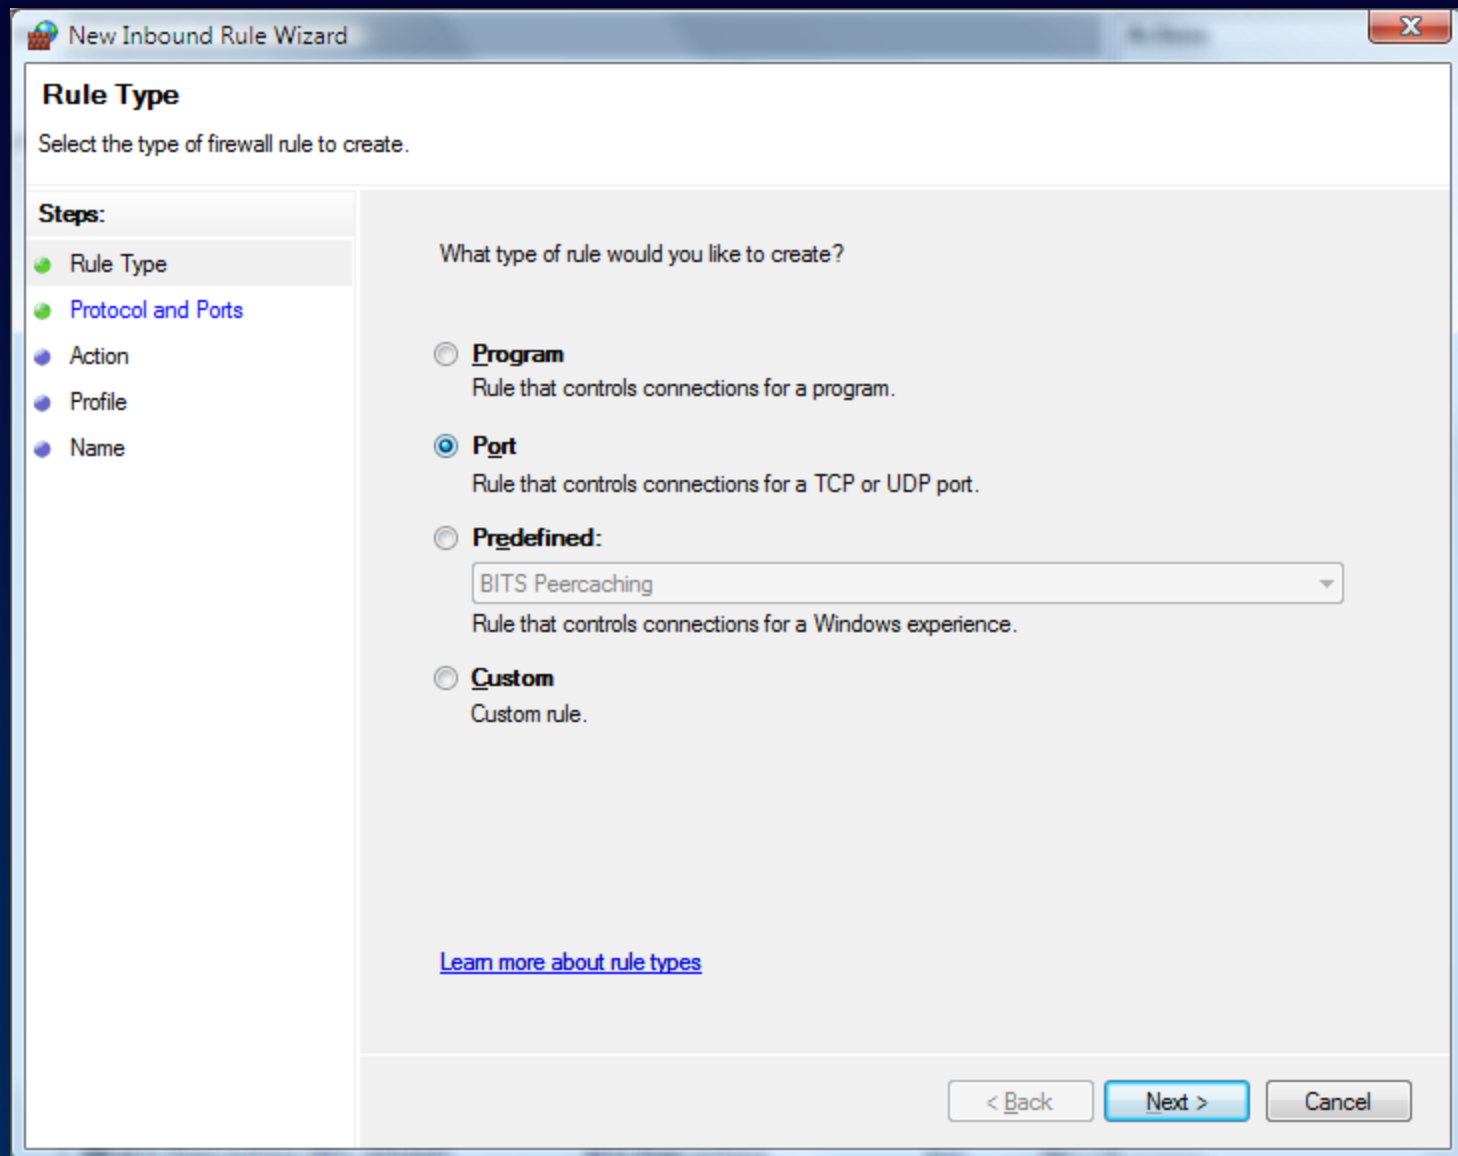 New Inbound Rule Wizard
Rule Type
Select the type of firewall rule to create.
Steps:
Rule Type
Protocol and Ports
Action
Profile
Name
What type of rule would you like to create?
Program
Rule that controls connections for a program.
Port
Rule that controls connections for a TCP or UDP port.
Predefined:
BITS Peercaching
Rule that controls connections for a Windows experience.
Custom
Custom rule.
Learn more about rule types
< Back
Next >
Cancel